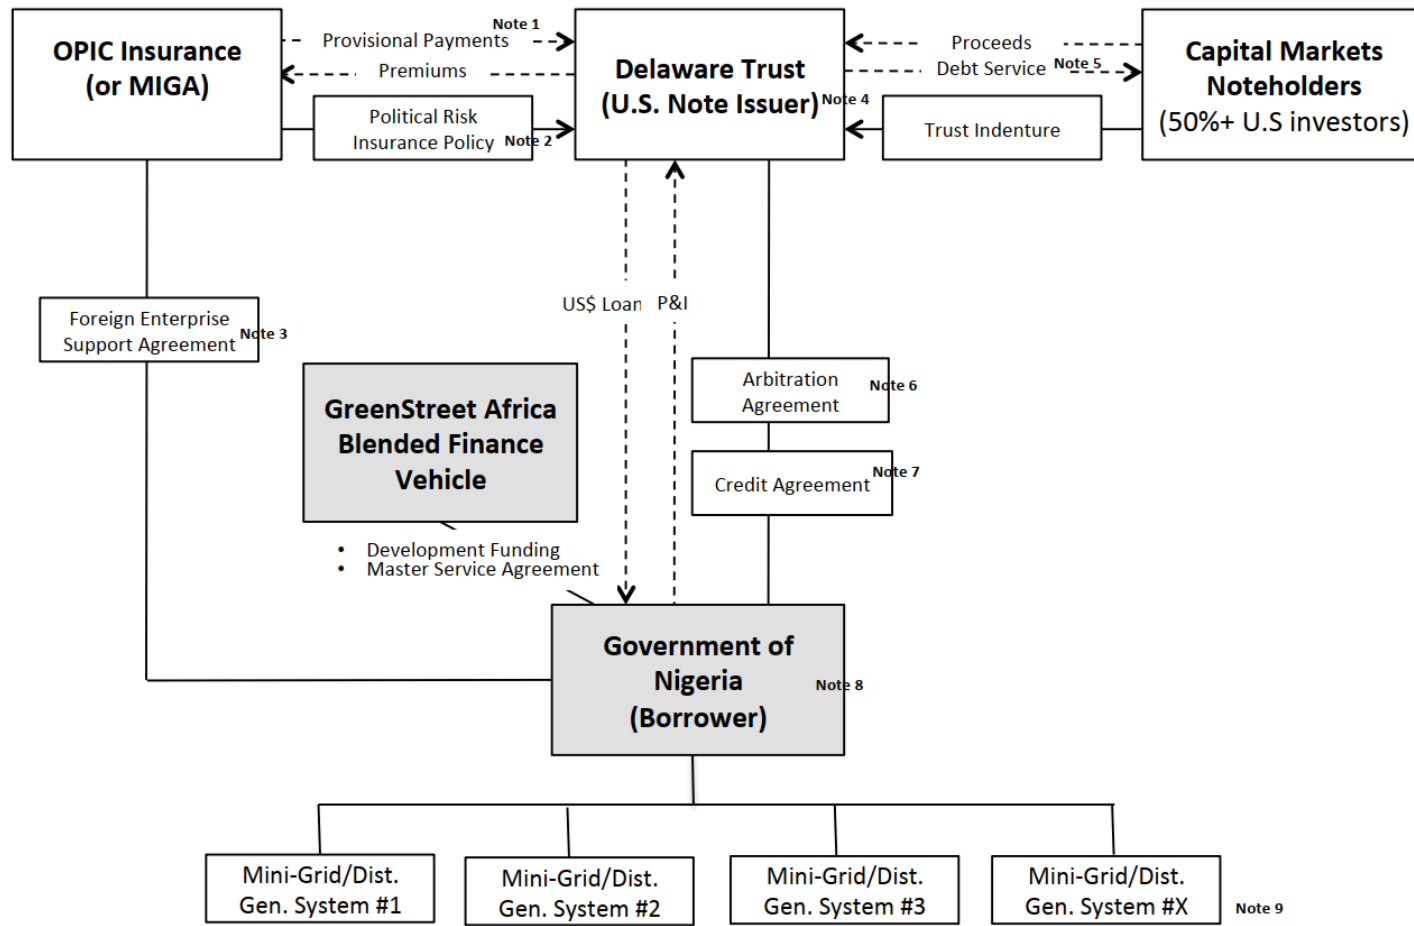 Note 1
OPIC Insurance
(or MIGA)
Provisional Payments
Premiums
Political Risk
Insurance Policy
Note 2
Delaware Trust
(U.S. Note Issuer)
Note 4
Proceeds
Debt Service
Note 5
Trust Indenture
Capital Markets
Noteholders
(50%+ U.S investors)
Foreign Enterprise
Support Agreement
Note 3
US$ Loan
P&I
GreenStreet Africa
Blended Finance
Vehicle
Arbitration
Agreement
Note 6
Credit Agreement
Note 7
• Development Funding
• Master Service Agreement
Government of
Nigeria
(Borrower)
Note 8
Mini-Grid/Dist.
Gen. System #1
Mini-Grid/Dist.
Gen. System #2
Mini-Grid/Dist.
Gen. System #3
Mini-Grid/Dist.
Gen. System #X
Note 9